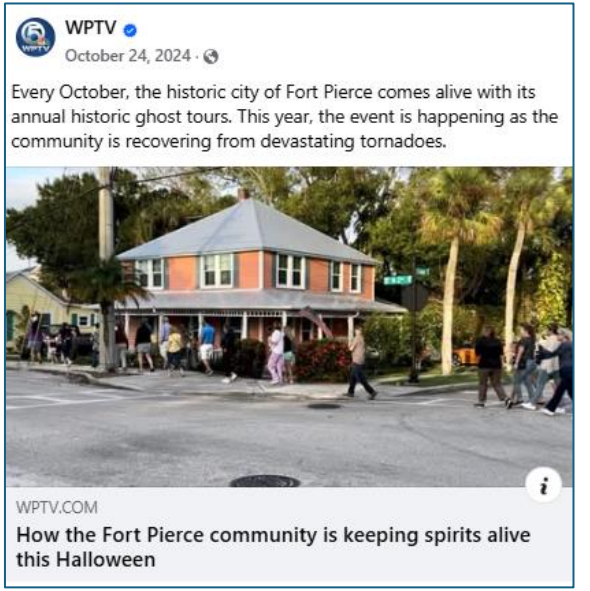 WPTV
October 24, 2024 ·
Every October, the historic city of Fort Pierce comes alive with its
annual historic ghost tours. This year, the event is happening as the
community is recovering from devastating tornadoes.
WPTV.COM
How the Fort Pierce community is keeping spirits alive
this Halloween